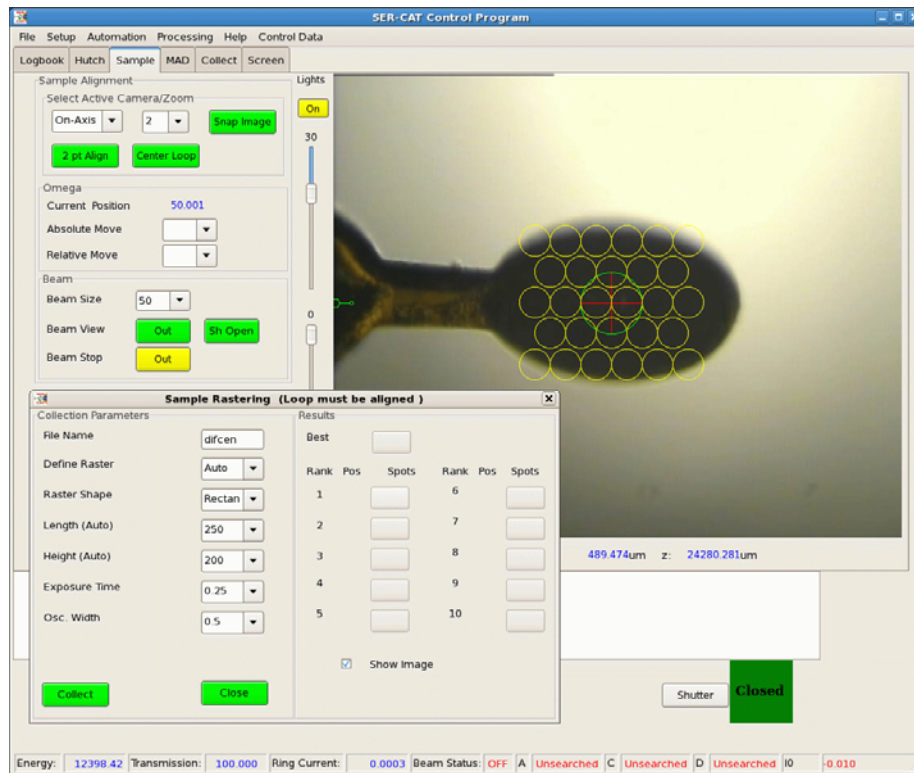 SER-CAT Control Program
File Setup Automation Processing Help Control Data
Logbook Hutch Sample MAD Collect Screen
Sample Alignment
Select Active Camera/Zoom
On-Axis 2 Snap Image
2 pt Align Center Loop
Lights
On
30
0
Omega
Current Position 50.001
Absolute Move
Relative Move
Beam
Beam Size 50
Beam View Out Sh Open
Beam Stop Out
Sample Rastering (Loop must be aligned )
Collection Parameters
File Name difcen
Define Raster Auto
Raster Shape Rectan
Length (Auto) 250
Height (Auto) 200
Exposure Time 0.25
Osc. Width 0.5
Collect Close
Results
Best
Rank Pos Spots Rank Pos Spots
1 6
2 7
3 8
4 9
5 10
Show Image
489.474um z: 24280.281um
Shutter Closed
Energy: 12398.42 Transmission: 100.000 Ring Current: 0.0003 Beam Status: OFF A Unsearched C Unsearched D Unsearched I0 -0.010